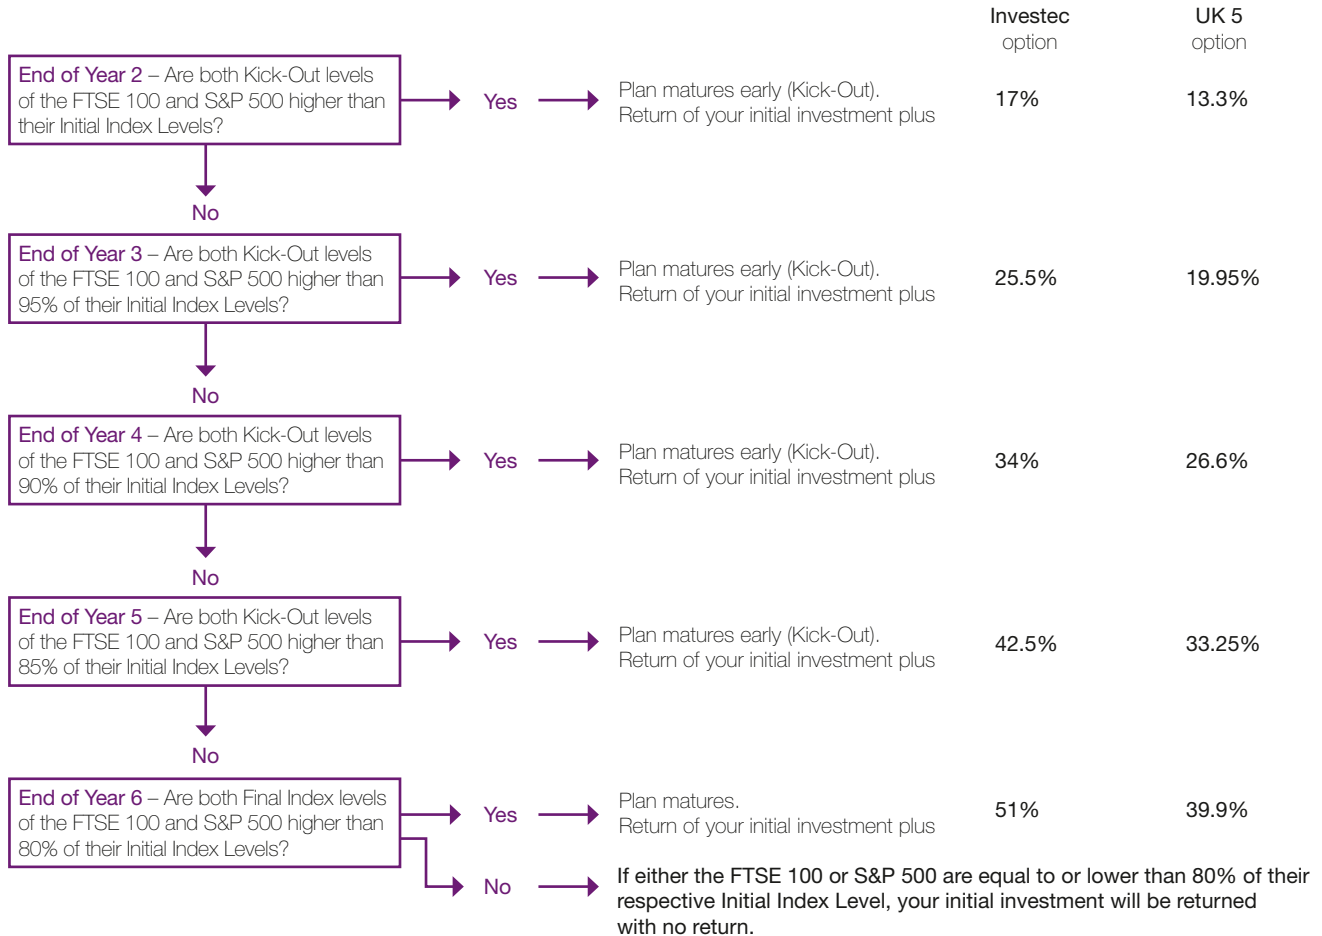 Investec
option
UK 5
option
End of Year 2 – Are both Kick-Out levels
of the FTSE 100 and S&P 500 higher than
their Initial Index Levels?
Yes
Plan matures early (Kick-Out).
Return of your initial investment plus
17%
13.3%
No
End of Year 3 – Are both Kick-Out levels
of the FTSE 100 and S&P 500 higher than
95% of their Initial Index Levels?
Yes
Plan matures early (Kick-Out).
Return of your initial investment plus
25.5%
19.95%
No
End of Year 4 – Are both Kick-Out levels
of the FTSE 100 and S&P 500 higher than
90% of their Initial Index Levels?
Yes
Plan matures early (Kick-Out).
Return of your initial investment plus
34%
26.6%
No
End of Year 5 – Are both Kick-Out levels
of the FTSE 100 and S&P 500 higher than
85% of their Initial Index Levels?
Yes
Plan matures early (Kick-Out).
Return of your initial investment plus
42.5%
33.25%
No
End of Year 6 – Are both Final Index levels
of the FTSE 100 and S&P 500 higher than
80% of their Initial Index Levels?
Yes
Plan matures.
Return of your initial investment plus
51%
39.9%
No
If either the FTSE 100 or S&P 500 are equal to or lower than 80% of their
respective Initial Index Level, your initial investment will be returned
with no return.